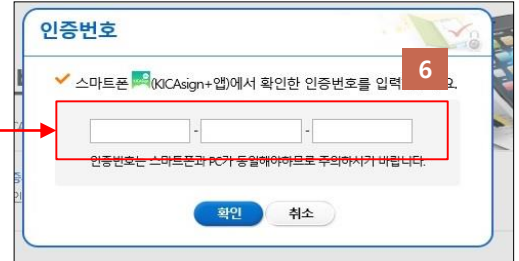 인증번호
6
스마트폰 (KICAsign+앱)에서 확인한 인증번호를 입력 요.
- -
인증번호는 스마트폰과 PC가 동일해야하므로 주의하시기 바랍니다.
확인 취소